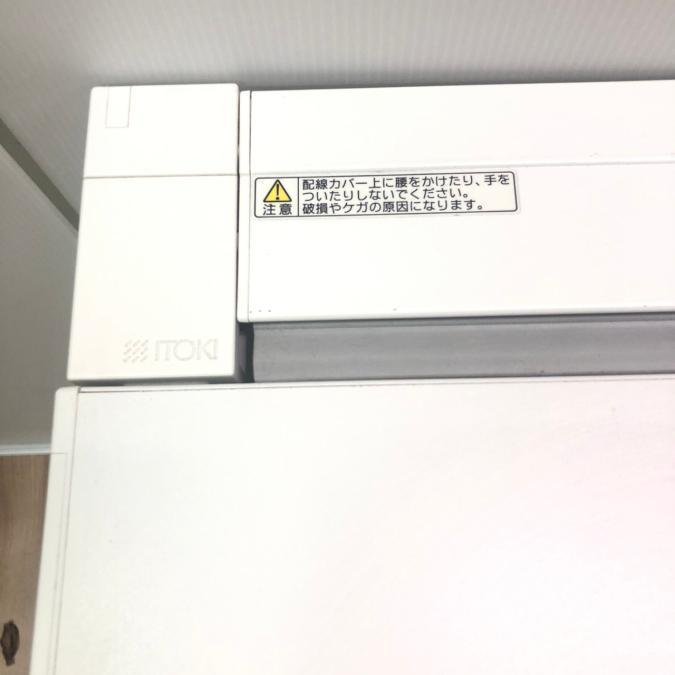 配線カバー上に腰をかけたり、手を
ついたりしないでください。
注意 破損やケガの原因になります。
ITOKI